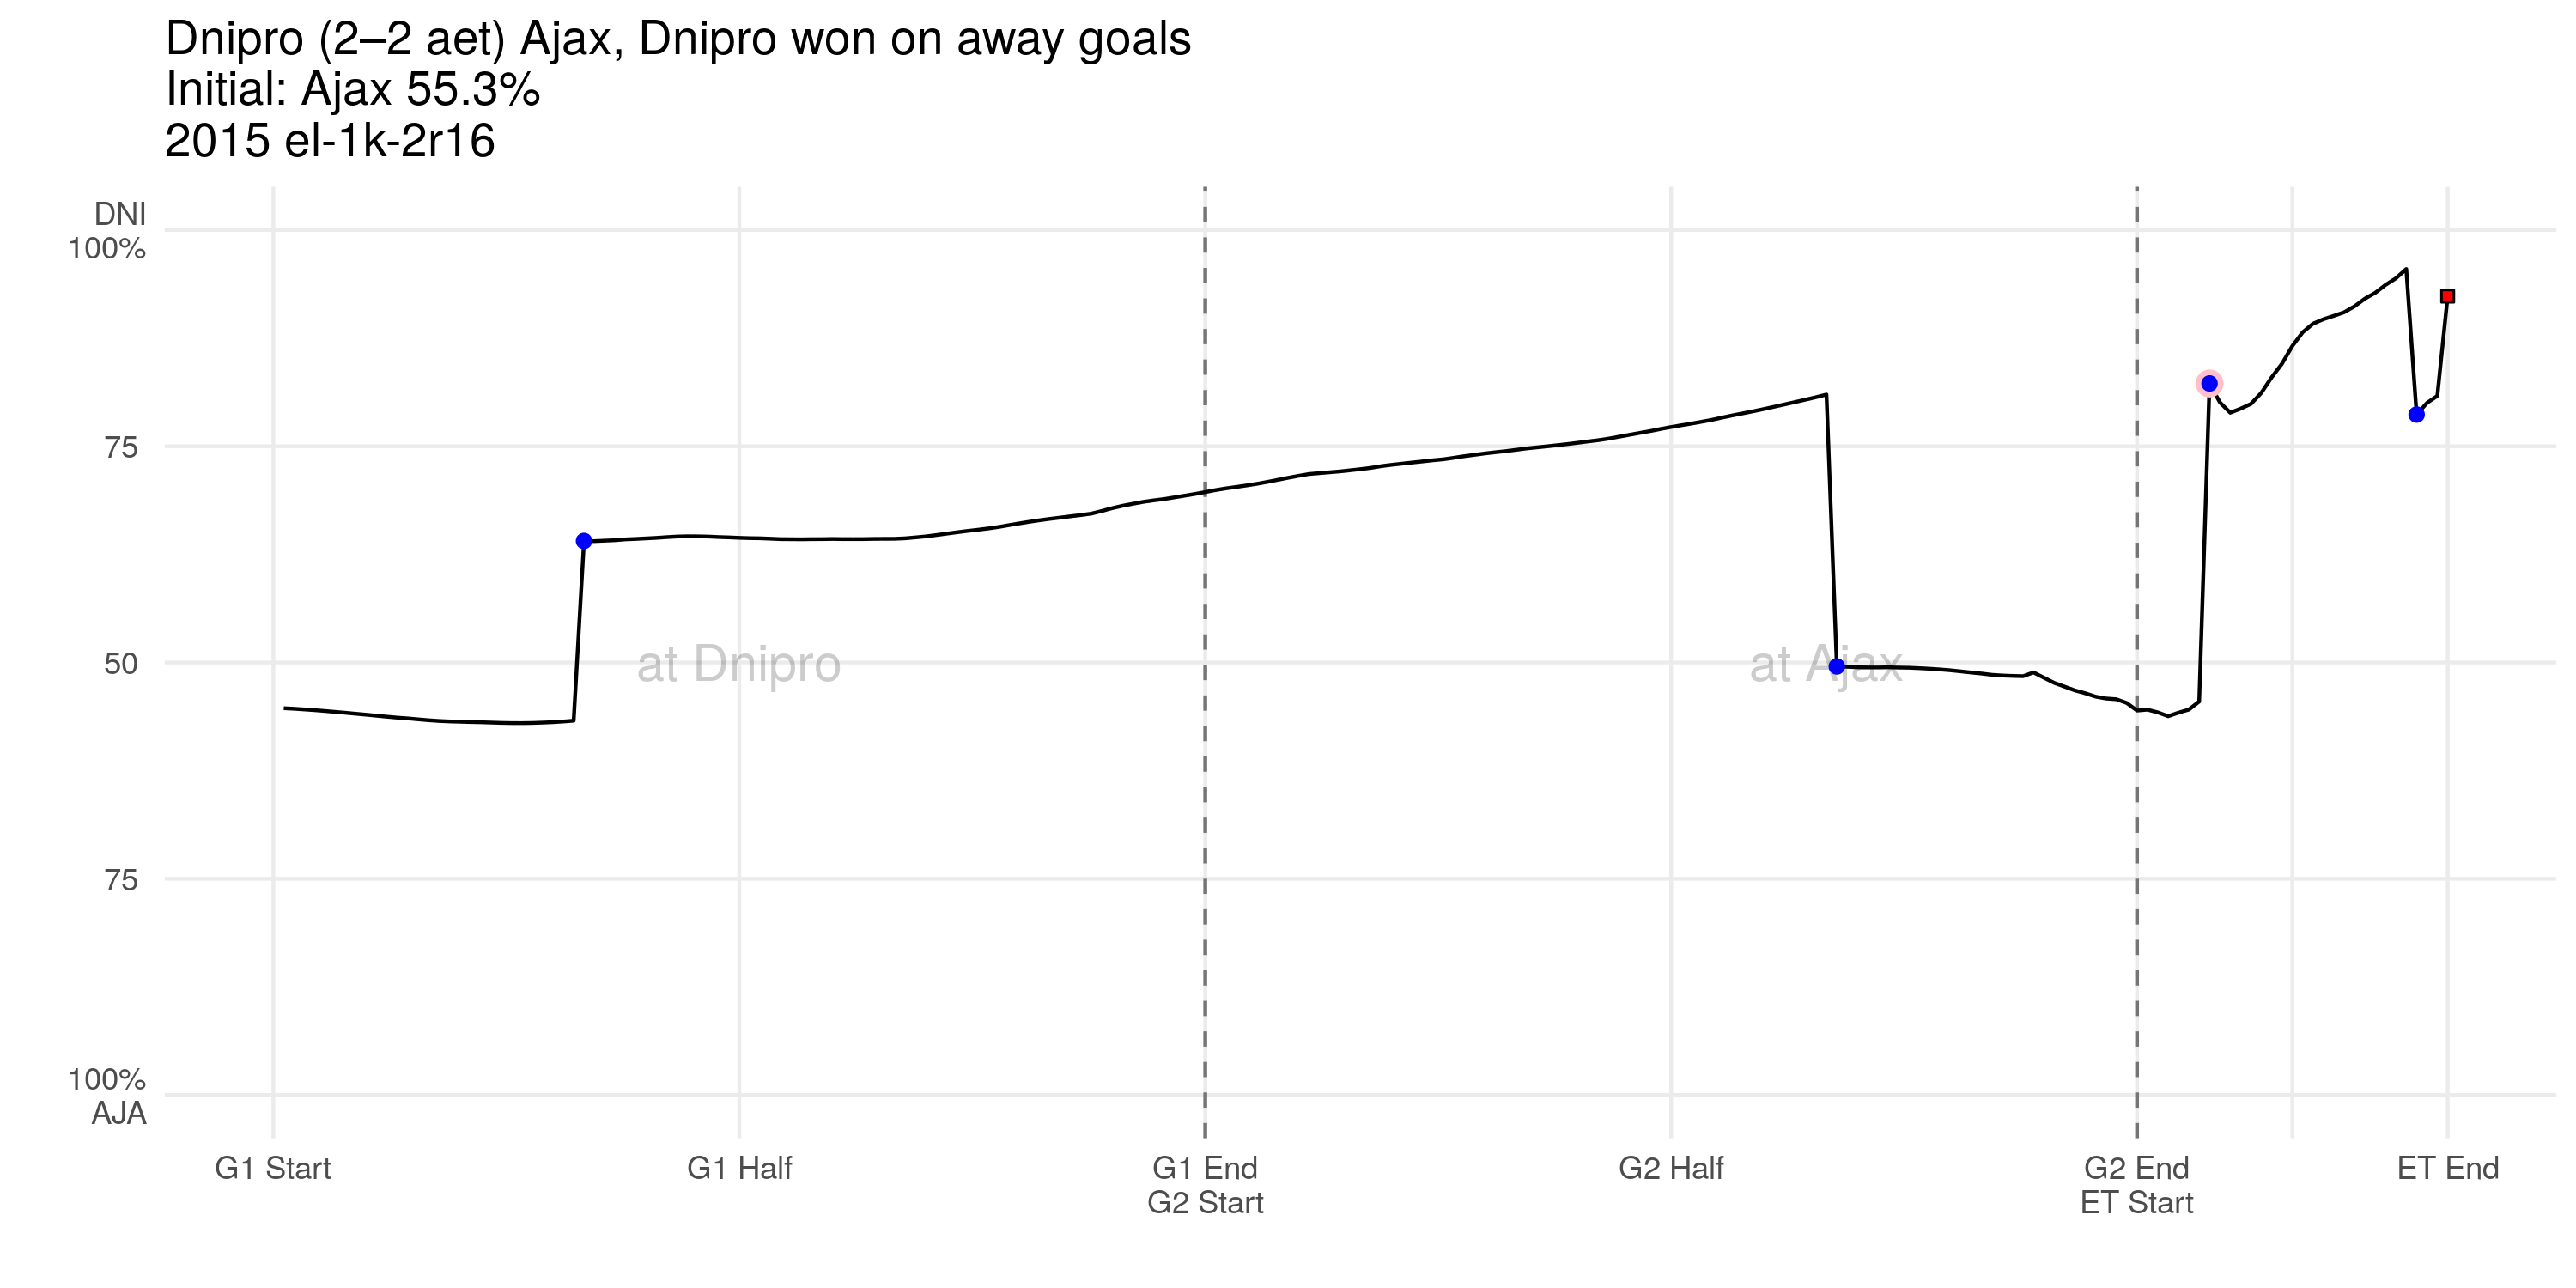 Dnipro (2–2 aet) Ajax, Dnipro won on away goals
Initial: Ajax 55.3%
2015 el-1k-2r16
DNI
100%
75
50
75
100%
AJA
at Dnipro
at Ajax
G1 Start
G1 Half
G1 End
G2 Start
G2 Half
G2 End
ET Start
ET End